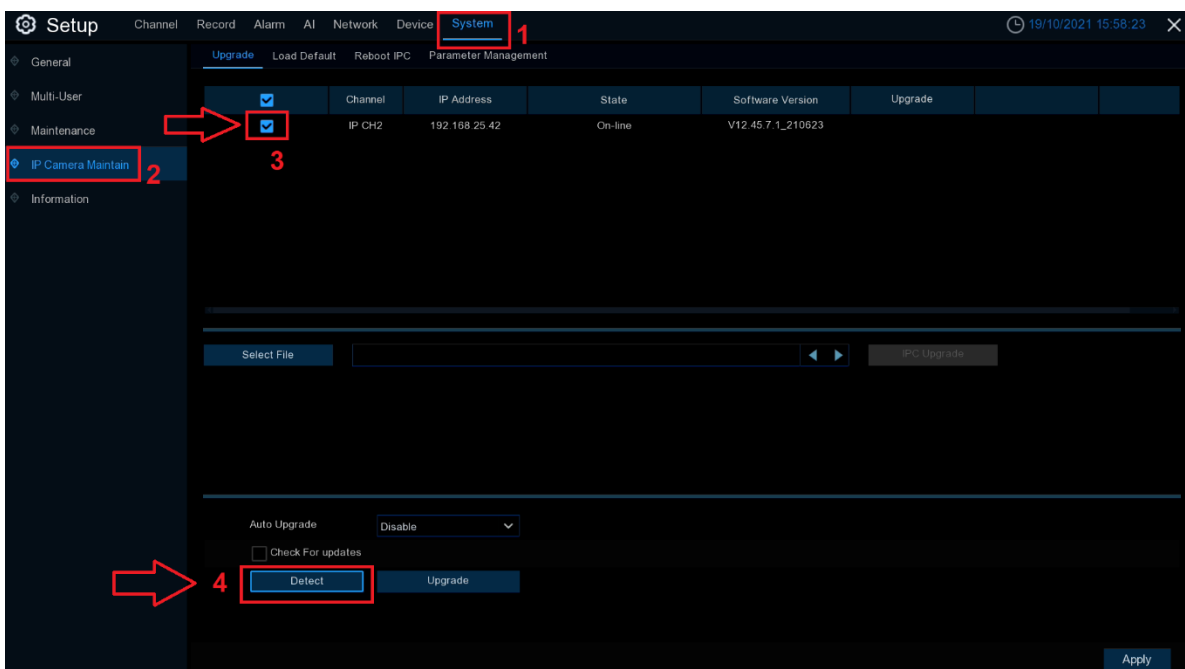 Setup Channel Record Alarm AI Network Device System 1 19/10/2021 15:58:23
General
Multi-User
Maintenance
IP Camera Maintain 2
Information
Upgrade Load Default Reboot IPC Parameter Management
Channel IP Address State Software Version Upgrade
IP CH2 192.168.25.42 On-line V12.45.7.1_210623
3
Select File IPC Upgrade
Auto Upgrade Disable
Check For updates
4 Detect Upgrade
Apply